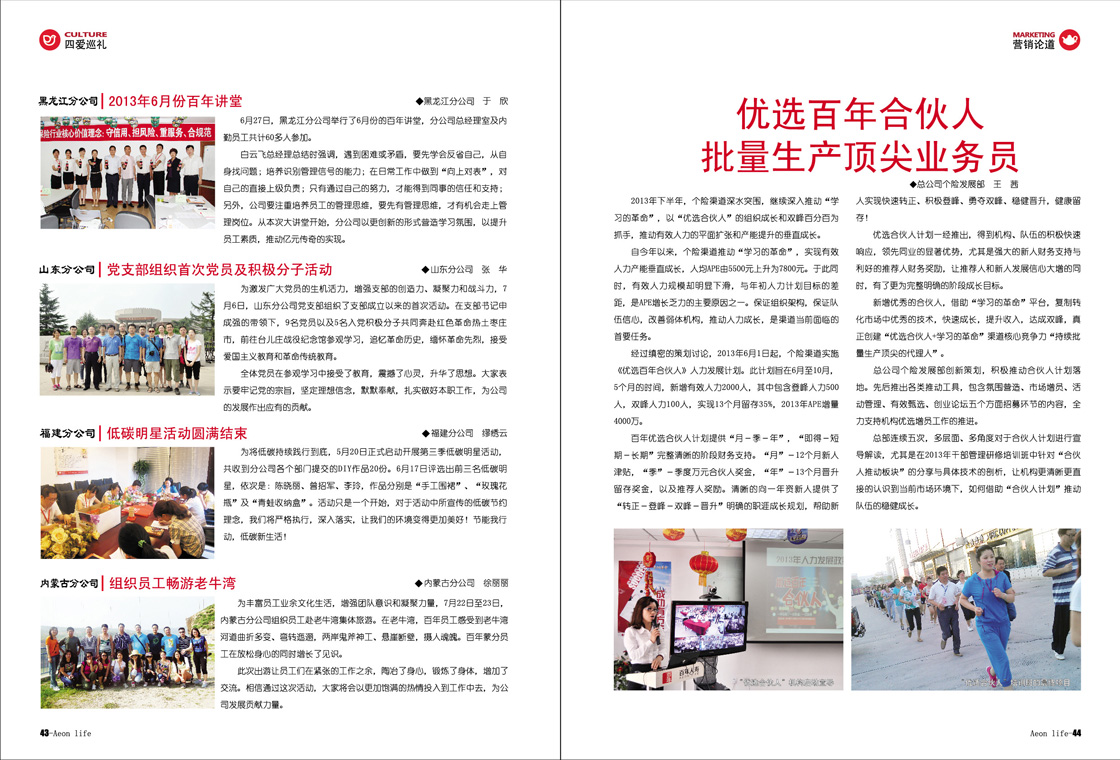 CULTURE
四爱巡礼
黑龙江分公司 2013年6月份百年讲堂
◆黑龙江分公司 于 欣
保险行业核心价值理念:守信用、担风险、重服务、合规范
6月27日，黑龙江分公司举行了6月份的百年讲堂，分公司总经理室及内
勤员工共计60多人参加。
白云飞总经理总结时强调，遇到困难或矛盾，要先学会反省自己，从自
身找问题；培养识别管理信号的能力；在日常工作中做到“向上对表”，对
自己的直接上级负责；只有通过自己的努力，才能得到同事的信任和支持；
另外，公司要注重培养员工的管理思维，要先有管理思维，才有机会走上管
理岗位。从本次大讲堂开始，分公司以更创新的形式营造学习氛围，以提升
员工素质，推动亿元传奇的实现。
山东分公司 党支部组织首次党员及积极分子活动
◆山东分公司 张 华
为激发广大党员的生机活力，增强支部的创造力、凝聚力和战斗力，7
月6日，山东分公司党支部组织了支部成立以来的首次活动。在支部书记申
成强的带领下，9名党员以及5名入党积极分子共同奔赴红色革命热土枣庄
市，前往台儿庄战役纪念馆参观学习，追忆革命历史，缅怀革命先烈，接受
爱国主义教育和革命传统教育。
全体党员在参观学习中接受了教育，震撼了心灵，升华了思想。大家表
示要牢记党的宗旨，坚定理想信念，默默奉献，扎实做好本职工作，为公司
的发展作出应有的贡献。
福建分公司 低碳明星活动圆满结束
◆福建分公司 缪绣云
为将低碳持续践行到底，5月20日正式启动开展第三季低碳明星活动，
共收到分公司各个部门提交的DIY作品20份。6月17日评选出前三名低碳明
星，依次是：陈晓丽、曾绍军、李玲，作品分别是“手工围裙”、“玫瑰花
瓶”及“青蛙收纳盒”。活动只是一个开始，对于活动中所宣传的低碳节约
理念，我们将严格执行，深入落实，让我们的环境变得更加美好！节能我行
动，低碳新生活！
内蒙古分公司 组织员工畅游老牛湾
◆内蒙古分公司 徐丽丽
为丰富员工业余文化生活，增强团队意识和凝聚力量，7月22日至23日，
内蒙古分公司组织员工赴老牛湾集体旅游。在老牛湾，百年员工感受到老牛湾
河道曲折多变、宛转迤逦，两岸鬼斧神工、悬崖断壁，摄人魂魄。百年蒙分员
工在放松身心的同时增长了见识。
此次出游让员工们在紧张的工作之余，陶冶了身心，锻炼了身体，增加了
交流。相信通过这次活动，大家将会以更加饱满的热情投入到工作中去，为公
司发展贡献力量。
43-Aeon life
MARKETING
营销论道
优选百年合伙人
批量生产顶尖业务员
◆总公司个险发展部 王 茜
2013年下半年，个险渠道深水突围，继续深入推动“学
习的革命”，以“优选合伙人”的组织成长和双峰百分百为
抓手，推动有效人力的平面扩张和产能提升的垂直成长。
自今年以来，个险渠道推动“学习的革命”，实现有效
人力产能垂直成长，人均APE由5500元上升为7800元。于此同
时，有效人力规模却明显下滑，与年初人力计划目标的差
距，是APE增长乏力的主要原因之一。保证组织架构，保证队
伍信心，改善弱体机构，推动人力成长，是渠道当前面临的
首要任务。
经过缜密的策划讨论，2013年6月1日起，个险渠道实施
《优选百年合伙人》人力发展计划。此计划旨在6月至10月，
5个月的时间，新增有效人力2000人，其中包含登峰人力500
人，双峰人力100人，实现13个月留存35%，2013年APE增量
4000万。
百年优选合伙人计划提供“月－季－年”，“即得－短
期－长期”完整清晰的阶段财务支持。“月”－12个月新人
津贴，“季”－季度万元合伙人奖金，“年”－13个月晋升
留存奖金，以及推荐人奖励。清晰的向一年资新人提供了
“转正－登峰－双峰－晋升”明确的职涯成长规划，帮助新
人实现快速转正、积极登峰、勇夺双峰、稳健晋升，健康留
存！
优选合伙人计划一经推出，得到机构、队伍的积极快速
响应，领先同业的显著优势，尤其是强大的新人财务支持与
利好的推荐人财务奖励，让推荐人和新人发展信心大增的同
时，有了更为完整明确的阶段成长目标。
新增优秀的合伙人，借助“学习的革命”平台，复制转
化市场中优秀的技术，快速成长，提升收入，达成双峰，真
正创建“优选合伙人+学习的革命”渠道核心竞争力“持续批
量生产顶尖的代理人”。
总公司个险发展部创新策划，积极推动合伙人计划落
地。先后推出各类推动工具，包含氛围营造、市场增员、活
动管理、有效甄选、创业论坛五个方面招募环节的内容，全
力支持机构优选增员工作的推进。
总部连续五次，多层面、多角度对于合伙人计划进行宣
导解读，尤其是在2013年干部管理研修培训班中针对“合伙
人推动板块”的分享与具体技术的剖析，让机构更清晰更直
接的认识到当前市场环境下，如何借助“合伙人计划”推动
队伍的稳健成长。
2013年人力发展政
合伙人
百年人寿
“优选合伙人”机构启动宣导
Aeon life-44